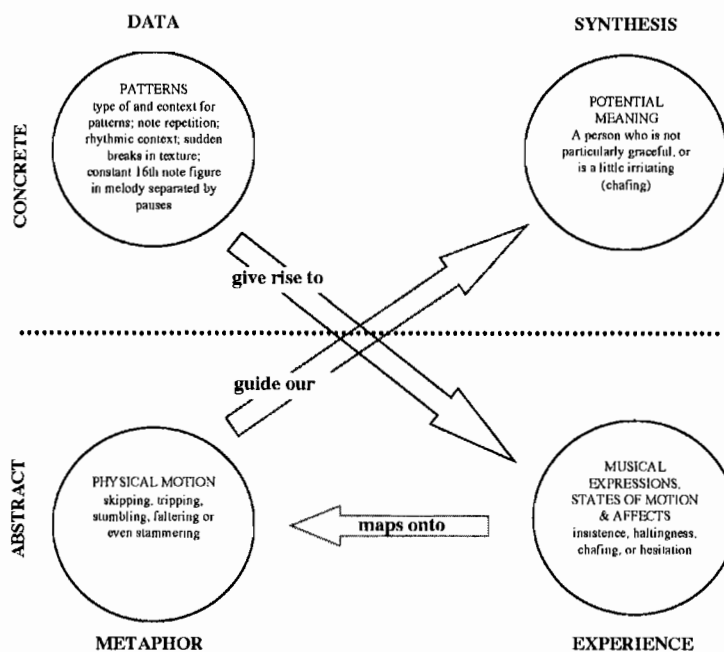 DATA
SYNTHESIS
CONCRETE
PATTERNS
type of and context for
patterns; note repetition;
rhythmic context; sudden
breaks in texture;
constant 16th note figure
in melody separated by
pauses
POTENTIAL
MEANING
A person who is not
particularly graceful, or
is a little irritating
(chafing)
give rise to
guide our
ABSTRACT
PHYSICAL MOTION
skipping, tripping,
stumbling, faltering or
even stammering
maps onto
MUSICAL
EXPRESSIONS,
STATES OF MOTION
& AFFECTS
insistence, haltingness,
chafing, or hesitation
METAPHOR
EXPERIENCE